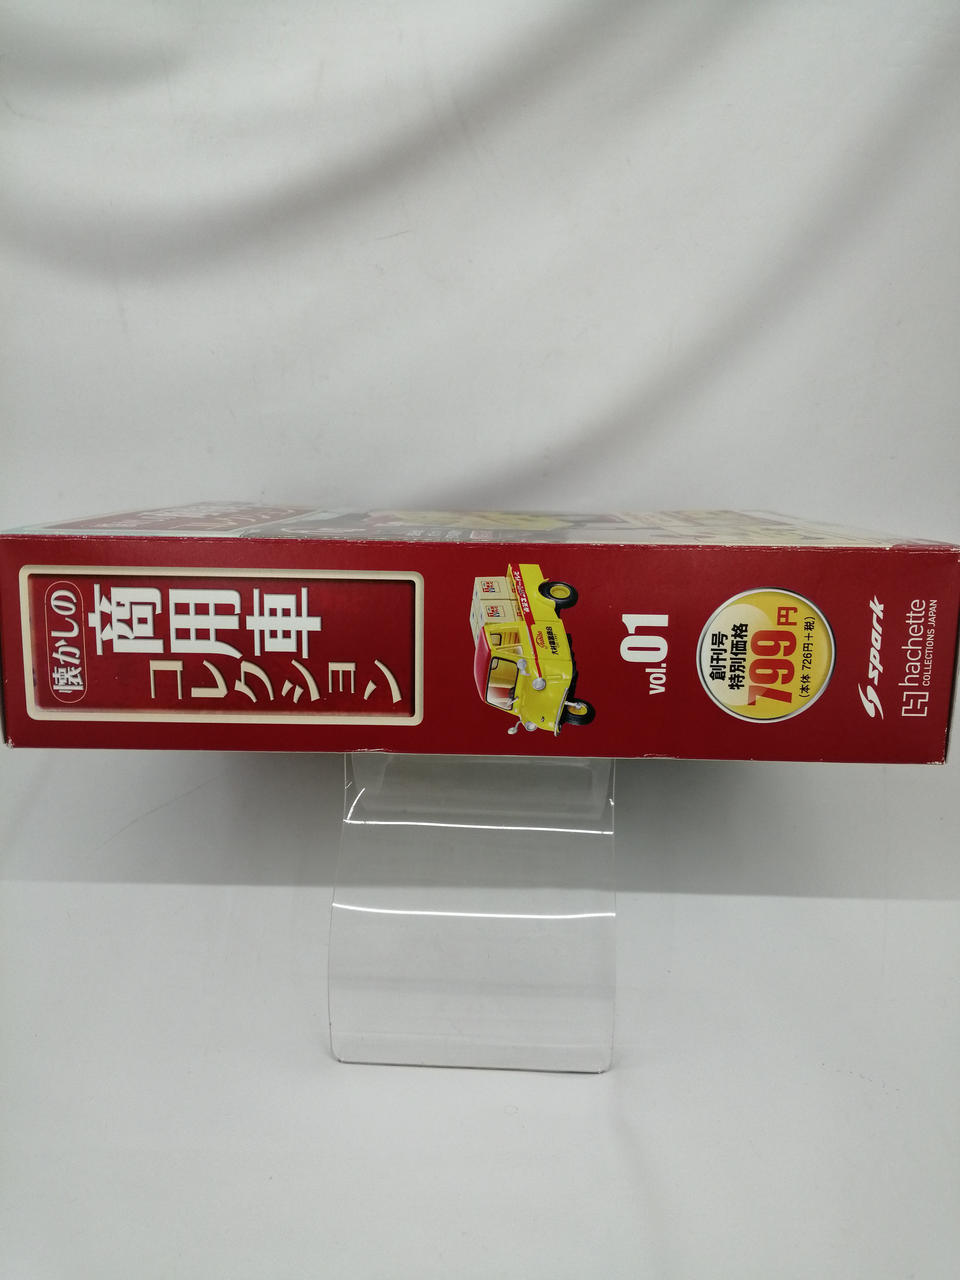 懐かしの
商用車
コレクション
vol.01
創刊号
特別価格
799円
(本体 726円+税)
spark
hachette
COLLECTIONS JAPAN